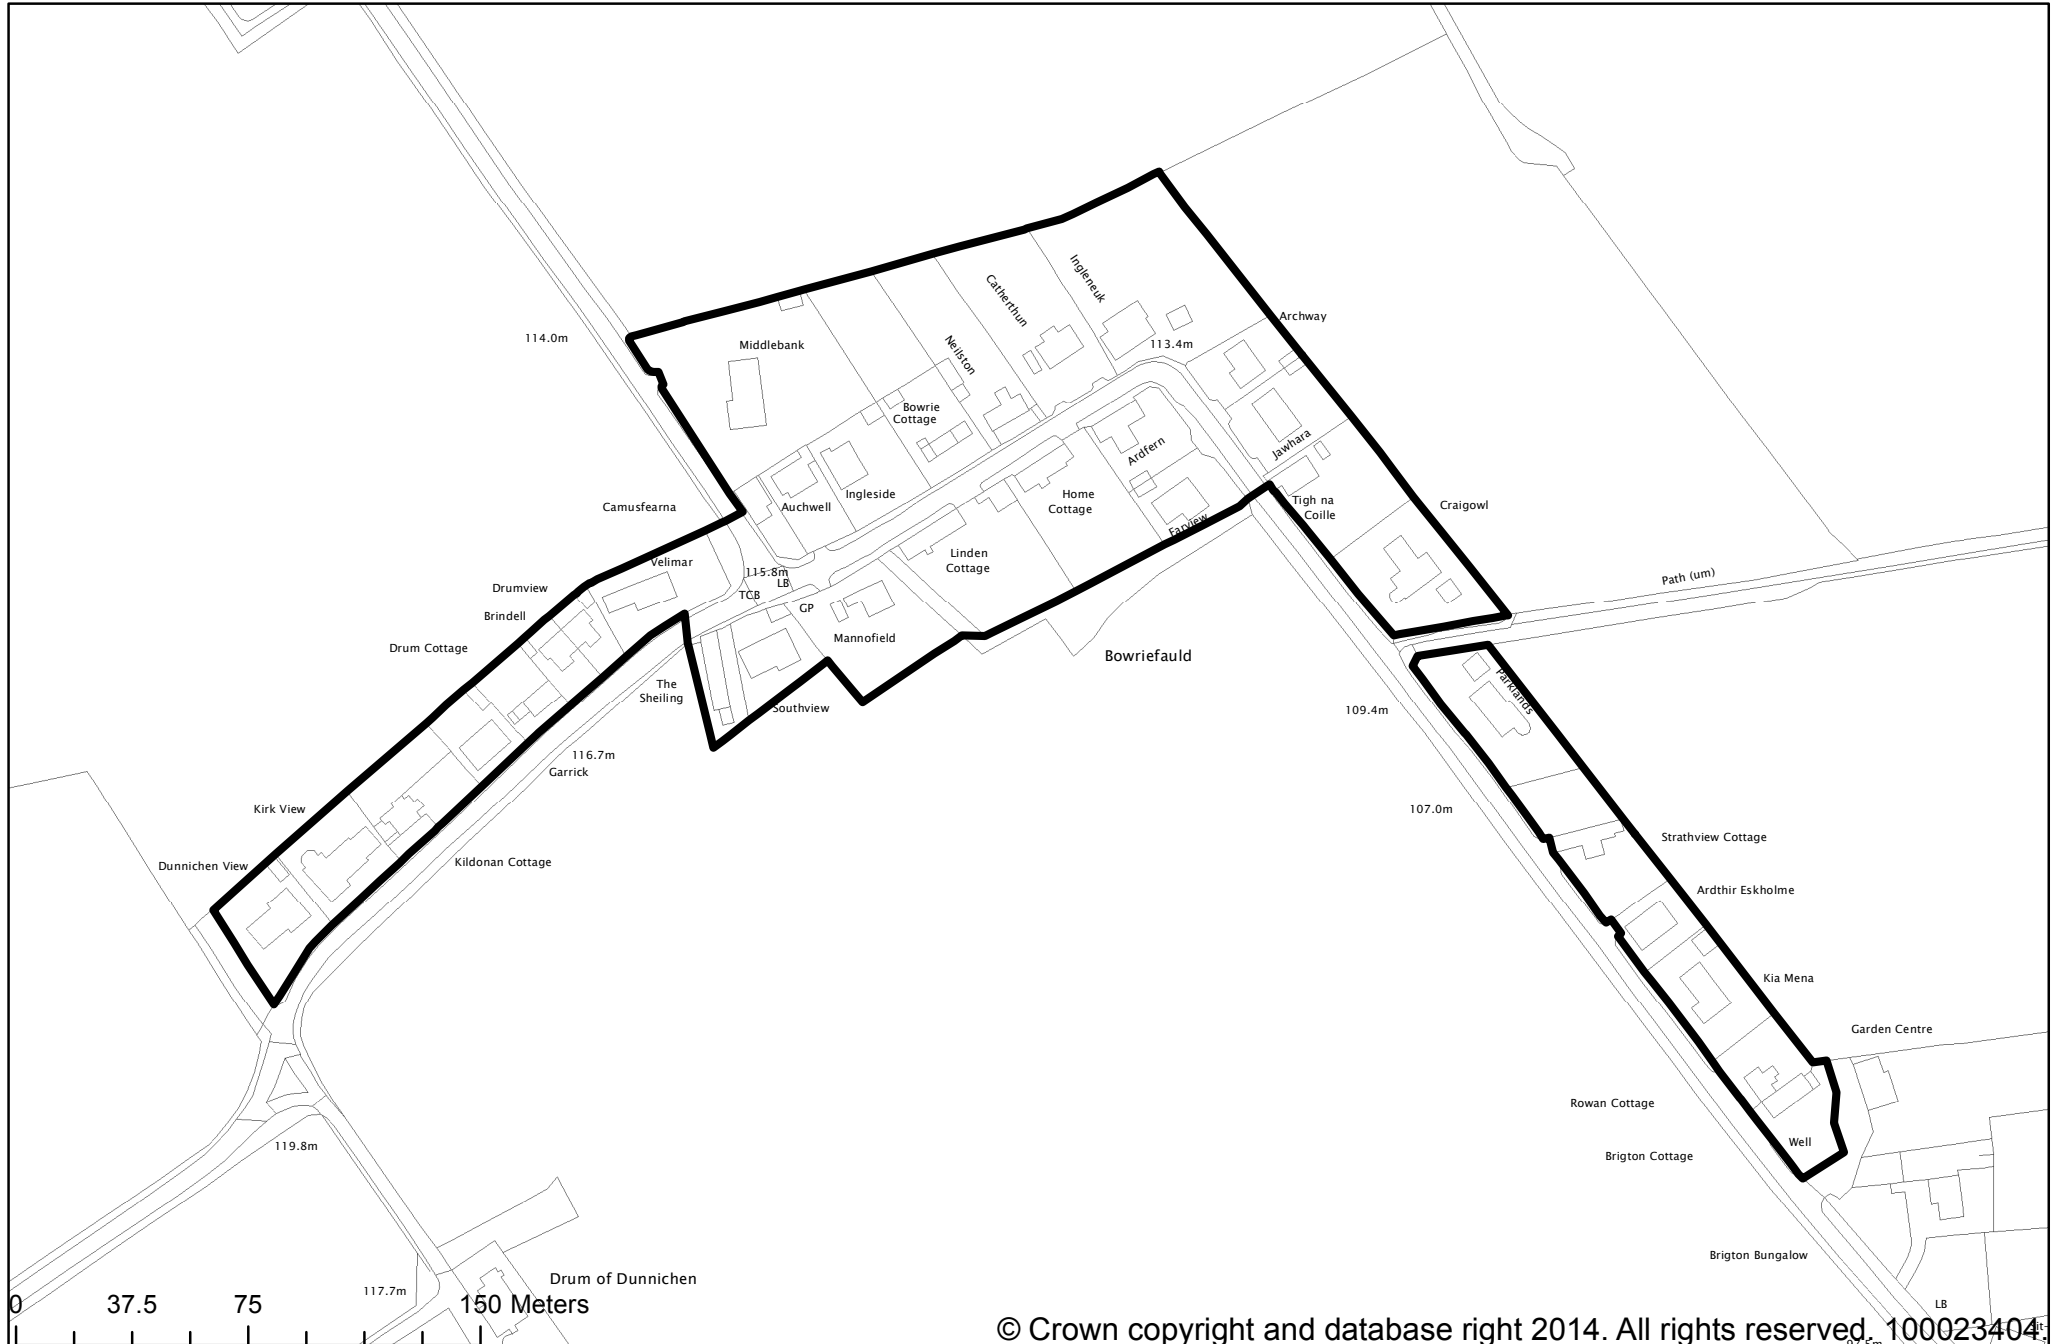 Archway
114.0m
Middlebank
Catherthun
Ingleneuk
113.4m
Neilston
Bowrie
Cottage
Ardfern
Jawhara
Camusfearna
Auchwell
Ingleside
Home
Cottage
Farview
Tigh na
Coille
Craigowl
Velimar
115.8m
LB
TCB
GP
Linden
Cottage
Path (um)
Drumview
Brindell
Drum Cottage
Mannofield
Bowriefauld
The
Sheiling
Southview
Parklands
109.4m
116.7m
Garrick
Kirk View
107.0m
Dunnichen View
Kildonan Cottage
Strathview Cottage
Ardthir Eskholme
Kia Mena
Garden Centre
Rowan Cottage
Well
119.8m
Brigton Cottage
Brigton Bungalow
Drum of Dunnichen
117.7m
LB
0 37.5 75 150 Meters
© Crown copyright and database right 2014. All rights reserved. 100023404.